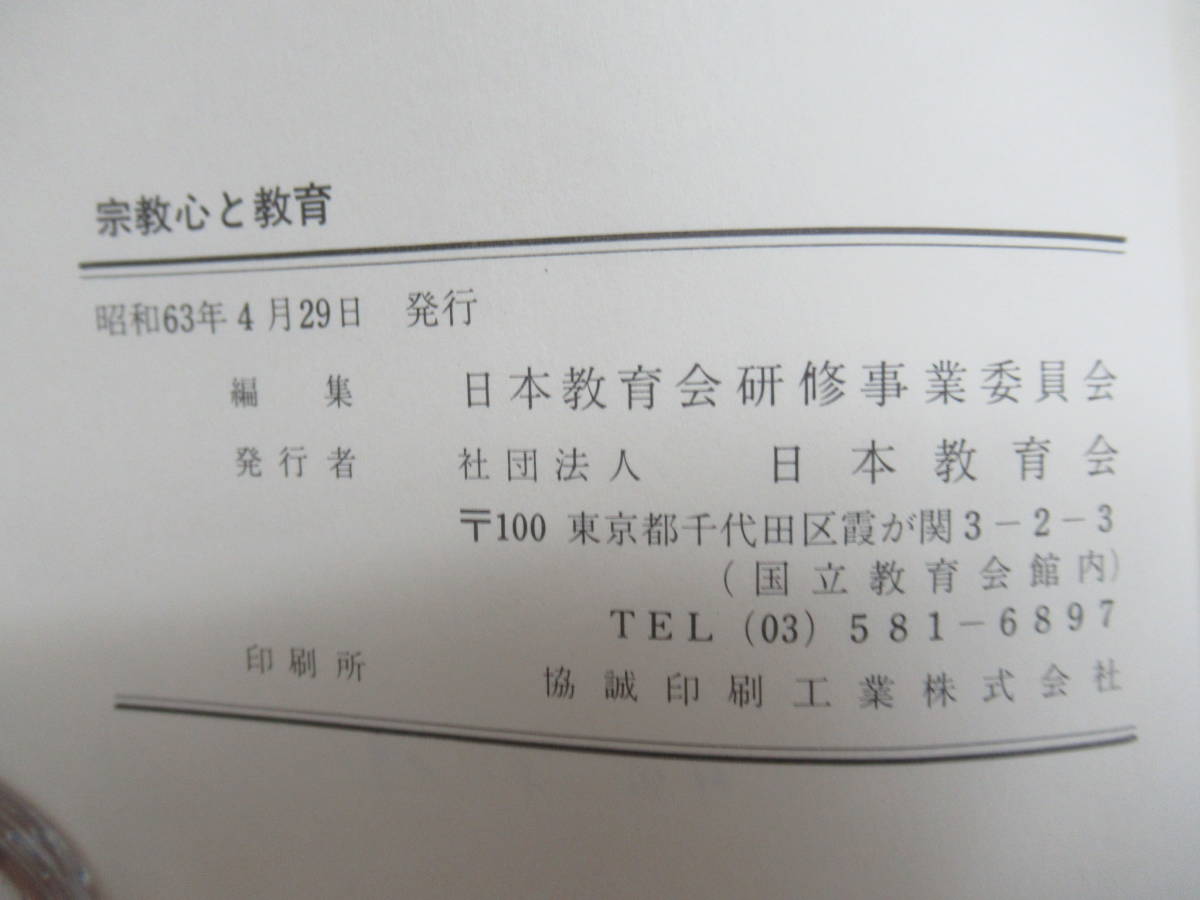 宗教心と教育
昭和63年4月29日 発行
編集 日本教育会研修事業委員会
発行者 社団法人 日本教育会
〒100 東京都千代田区霞が関3-2-3
(国立教育会館内)
TEL (03) 581-6897
印刷所 協誠印刷工業株式会社